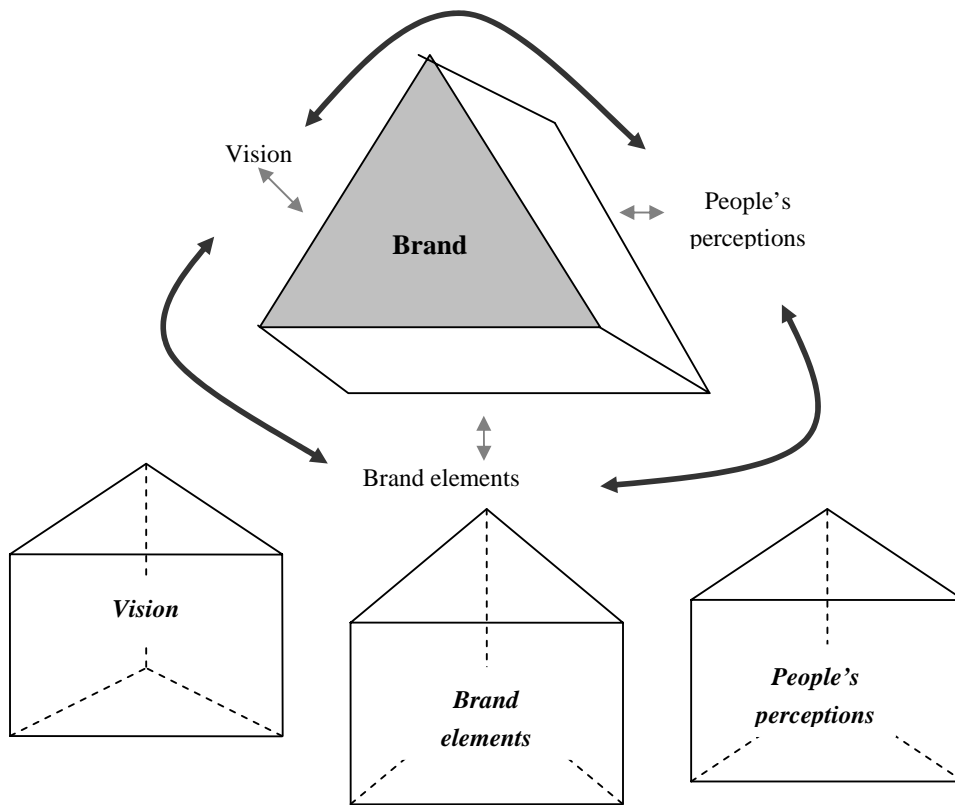 Vision
People’s
perceptions
Brand
Brand elements
Vision
Brand
elements
People’s
perceptions